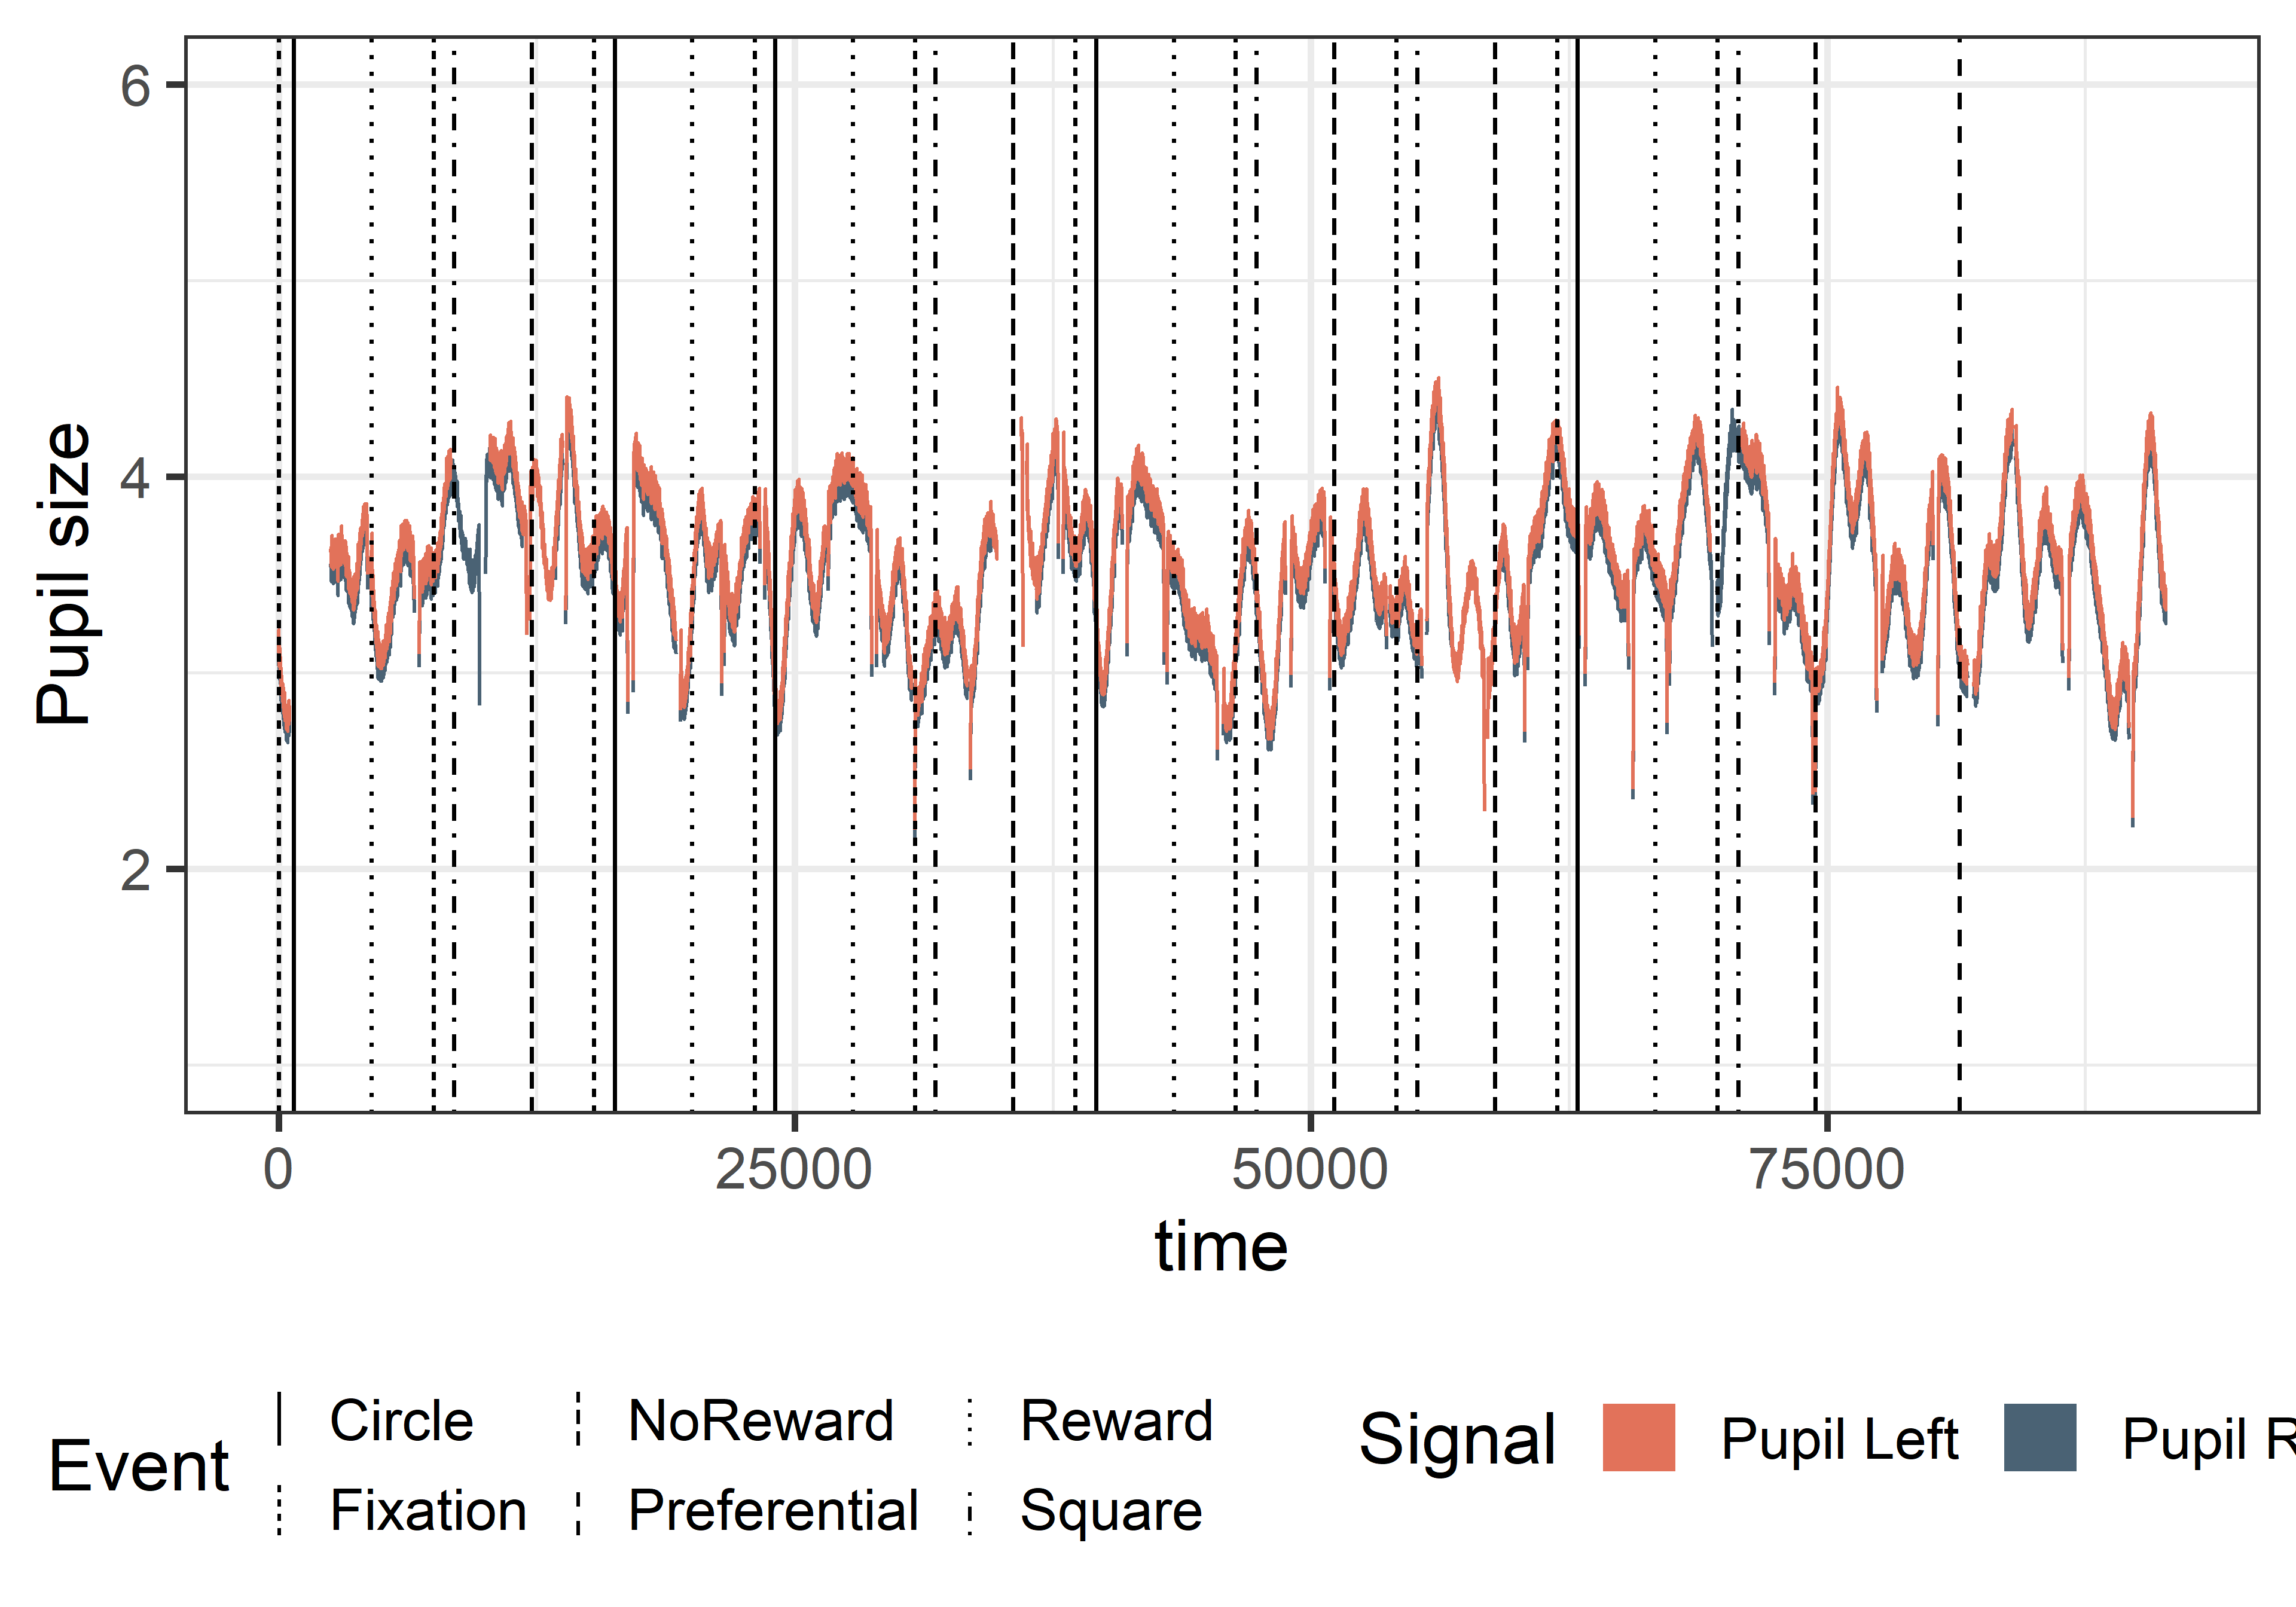 Pupil size
6
4
2
0 25000 50000 75000
time
Event
Circle NoReward Reward
Fixation Preferential Square
Signal Pupil Left Pupil R